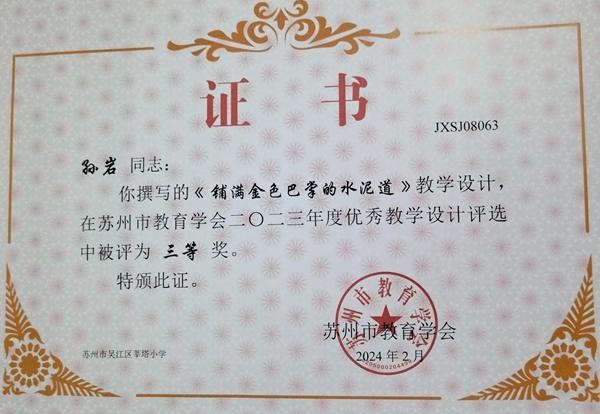 证书
JXSJ08063
孙岩 同志：
你撰写的《铺满金色巴掌的水泥道》教学设计，
在苏州市教育学会二〇二三年度优秀教学设计评选
中被评为 三等 奖。
特颁此证。
苏州市教育学会
苏州市教育学会
2024年2月
苏州市吴江区莘塔小学